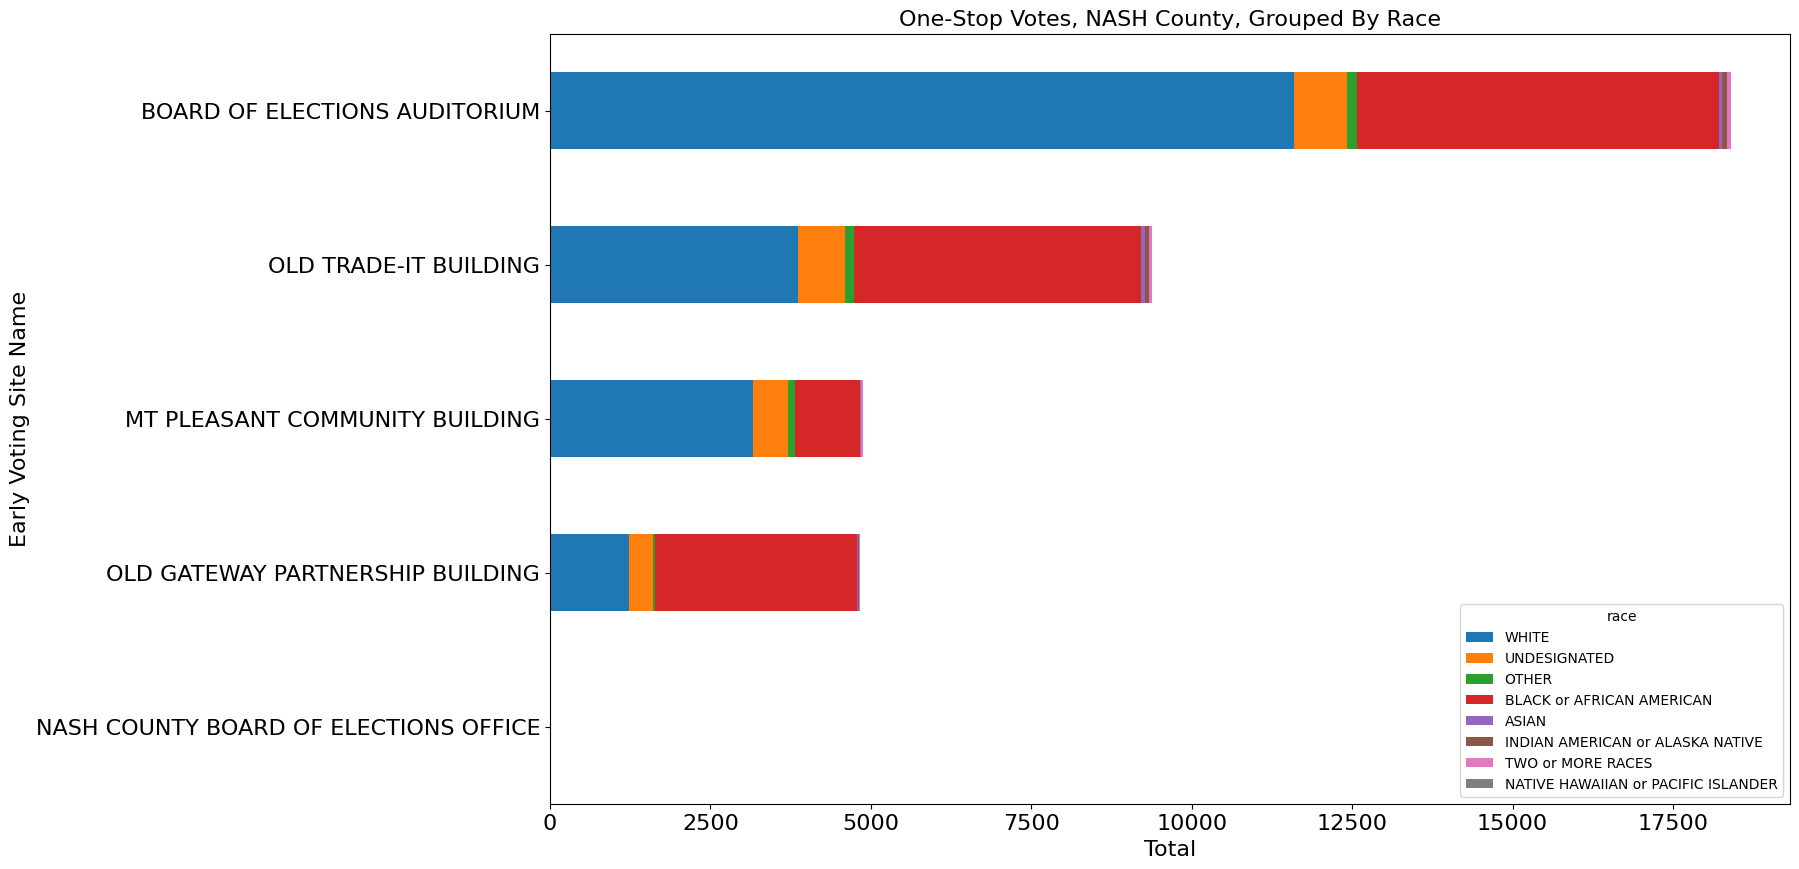 One-Stop Votes, NASH County, Grouped By Race
Early Voting Site Name
BOARD OF ELECTIONS AUDITORIUM
OLD TRADE-IT BUILDING
MT PLEASANT COMMUNITY BUILDING
OLD GATEWAY PARTNERSHIP BUILDING
NASH COUNTY BOARD OF ELECTIONS OFFICE
race
WHITE
UNDESIGNATED
OTHER
BLACK or AFRICAN AMERICAN
ASIAN
INDIAN AMERICAN or ALASKA NATIVE
TWO or MORE RACES
NATIVE HAWAIIAN or PACIFIC ISLANDER
0 2500 5000 7500 10000 12500 15000 17500
Total